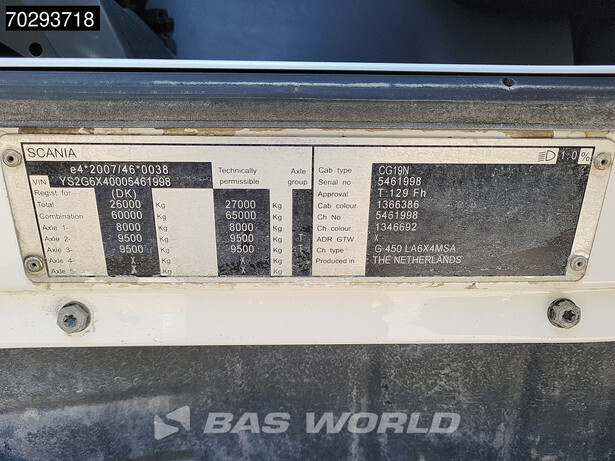 70293718
SCANIA
e4*2007/46*0038
VIN YS2G6X40005461998
Regist. for (DK) Technically permissible Axle group
Total 26000 Kg 27000 Kg
Combination 60000 Kg 65000 Kg
Axle 1- 8000 Kg 8000 Kg
Axle 2- 9500 Kg 9500 Kg T
Axle 3- 9500 Kg 9500 Kg T
Axle 4- X Kg X Kg
Axle 5- X Kg X Kg
1.0%
Cab type CG19N
Serial no 5461998
Approval T 129 Fh
Cab colour 1366386
Ch No 5461998
Ch colour 1346692
ADR GTW X
Ch type G 450 LA6X4MSA
Produced in THE NETHERLANDS
BAS WORLD